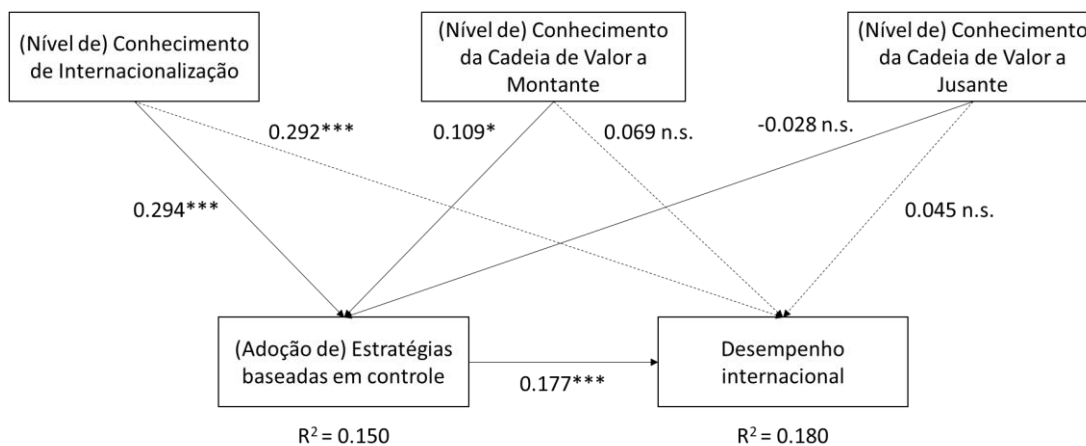 (Nível de) Conhecimento
de Internacionalização
(Nível de) Conhecimento
da Cadeia de Valor a
Montante
(Nível de) Conhecimento
da Cadeia de Valor a
Jusante
0.292***
0.109*
0.069 n.s.
-0.028 n.s.
0.294***
0.045 n.s.
(Adoção de) Estratégias
baseadas em controle
0.177***
Desempenho
internacional
R² = 0.150
R² = 0.180